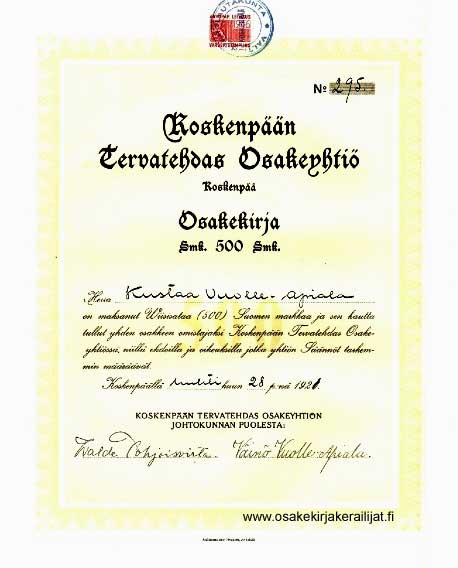 No 295.
Koskenpään
Tervatehdas Osakeyhtiö
Koskenpää
Osakekirja
Smk. 500 Smk.
Herra Kustaa Vuolle-Apiala
on maksanut Wiisisataa (500) Suomen markkaa ja sen kautta
tullut yhden osakkeen omistajaksi Koskenpään Tervatehdas Osake-
yhtiössä, niillä ehdoilla ja oikeuksilla jotka yhtiön Säännöt tarkem-
min määräävät.
Koskenpäällä huhti kuun 28 p:nä 1921.
KOSKENPÄÄN TERVATEHDAS OSAKEYHTIÖN
JOHTOKUNNAN PUOLESTA:
Walde Pohjoisvirta. Väinö Vuolle-Apiala.
www.osakekirjakerailijat.fi